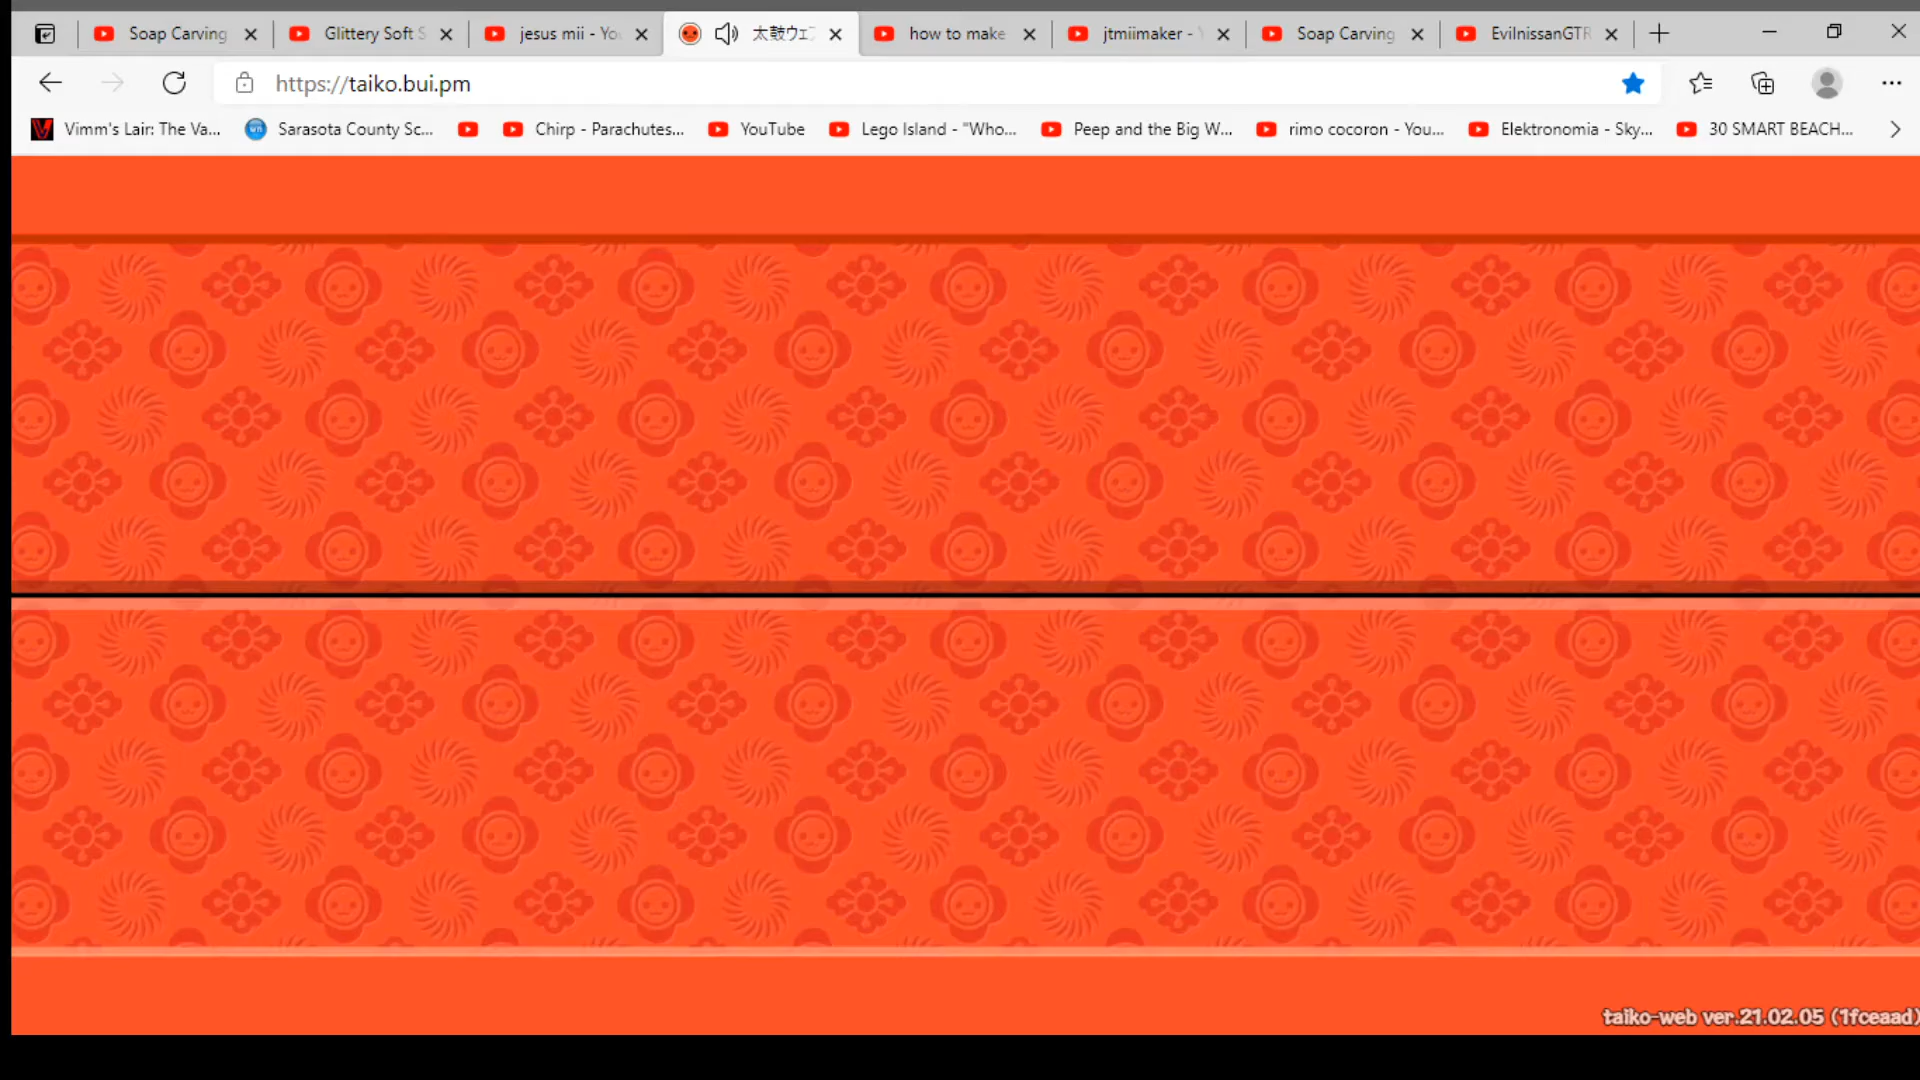 Soap Carving
Glittery Soft S
jesus mii - Yo
太鼓ウェブ
how to make
jtmiimaker - Y
Soap Carving
EvilnissanGTR
https://taiko.bui.pm
Vimm's Lair: The Va...
Sarasota County Sc...
Chirp - Parachutes...
YouTube
Lego Island - "Who...
Peep and the Big W...
rimo cocoron - You...
Elektronomia - Sky...
30 SMART BEACH...
taiko-web ver.21.02.05 (1fceaad)